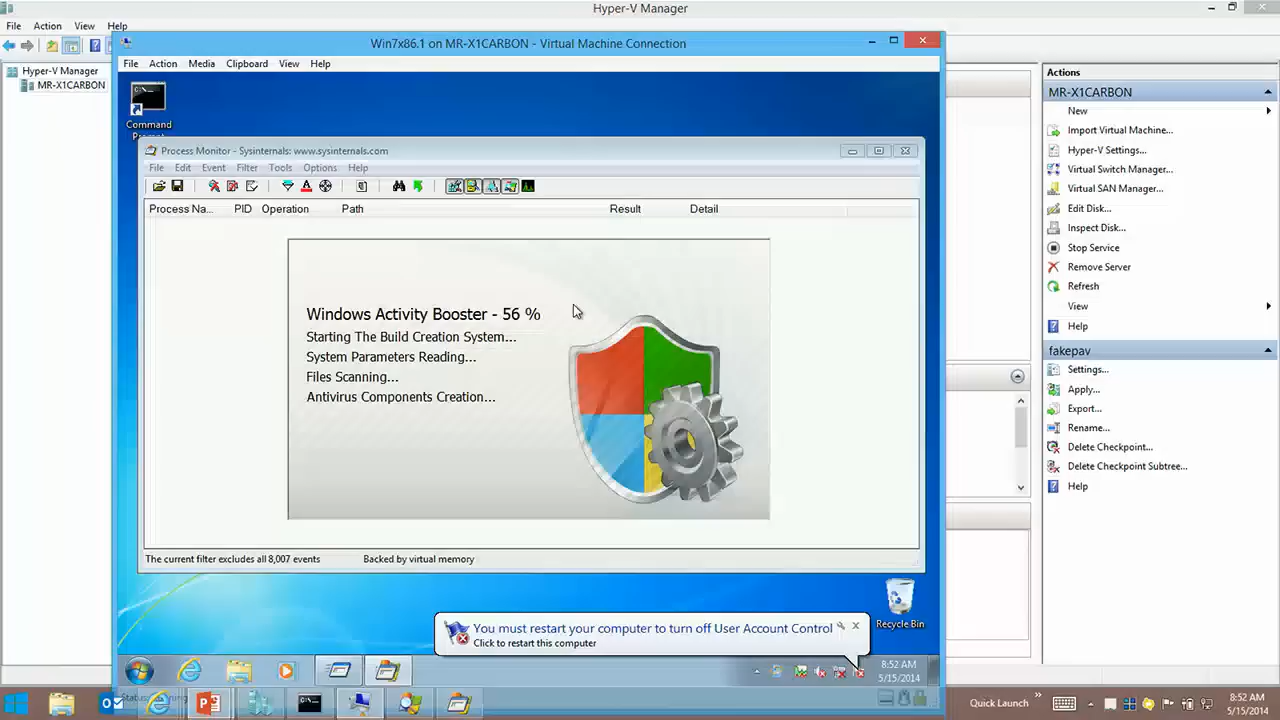 Hyper-V Manager
File Action View Help
Hyper-V Manager
MR-X1CARBON
Win7x86.1 on MR-X1CARBON - Virtual Machine Connection
File Action Media Clipboard View Help
Command
Process Monitor - Sysinternals: www.sysinternals.com
File Edit Event Filter Tools Options Help
Process Na... PID Operation Path Result Detail
Windows Activity Booster - 56 %
Starting The Build Creation System...
System Parameters Reading...
Files Scanning...
Antivirus Components Creation...
The current filter excludes all 8,007 events Backed by virtual memory
Recycle Bin
You must restart your computer to turn off User Account Control
Click to restart this computer
8:52 AM
5/15/2014
Actions
MR-X1CARBON
New
Import Virtual Machine...
Hyper-V Settings...
Virtual Switch Manager...
Virtual SAN Manager...
Edit Disk...
Inspect Disk...
Stop Service
Remove Server
Refresh
View
Help
fakepav
Settings...
Apply...
Export...
Rename...
Delete Checkpoint...
Delete Checkpoint Subtree...
Help
Quick Launch
8:52 AM
5/15/2014